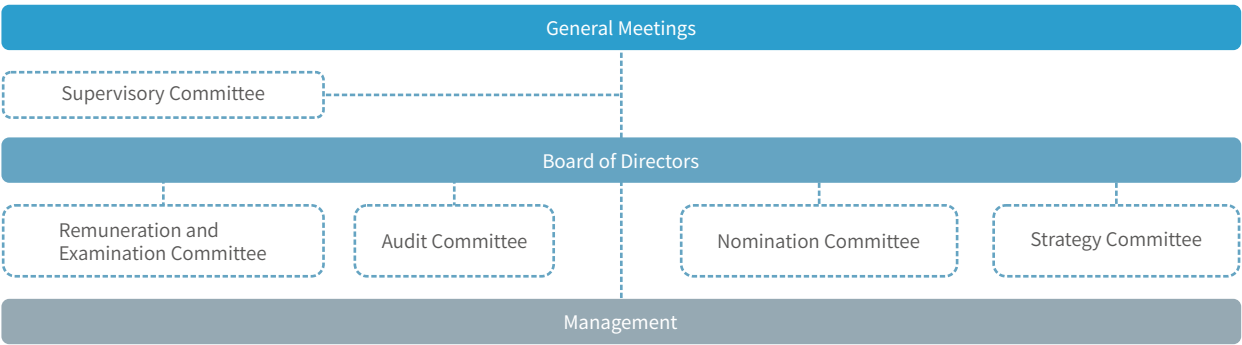 General Meetings
Supervisory Committee
Board of Directors
Remuneration and
Examination Committee
Audit Committee
Nomination Committee
Strategy Committee
Management